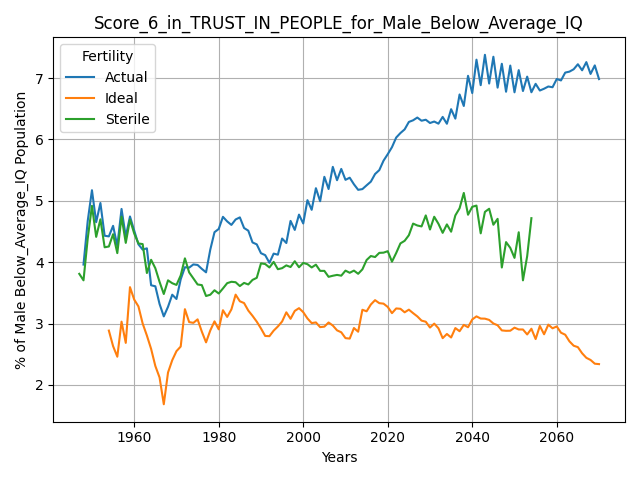 Score_6_in_TRUST_IN_PEOPLE_for_Male_Below_Average_IQ
% of Male Below_Average_IQ Population
7
6
5
4
3
2
Fertility
Actual
Ideal
Sterile
1960
1980
2000
2020
2040
2060
Years